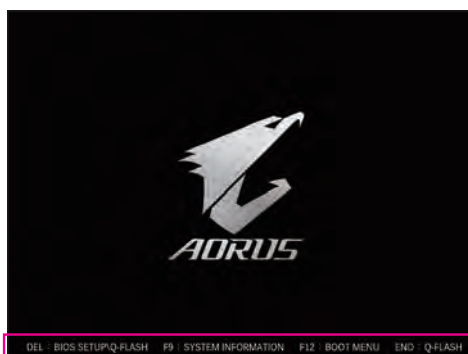 AORUS
DEL : BIOS SETUP\Q-FLASH F9 : SYSTEM INFORMATION F12 : BOOT MENU END : Q-FLASH